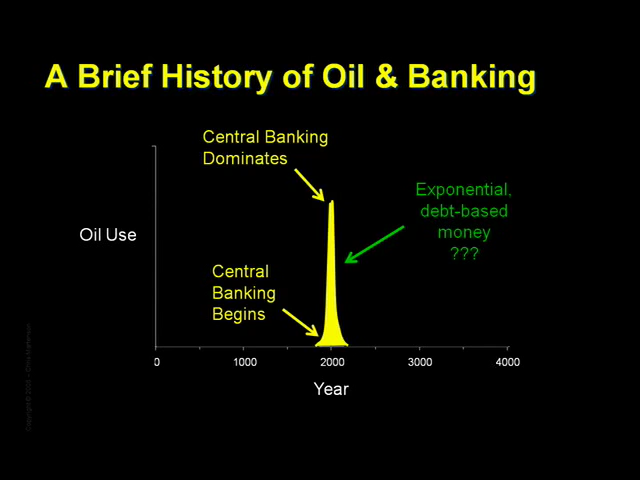 A Brief History of Oil & Banking
Central Banking
Dominates
Exponential,
debt-based
money
???
Oil Use
Central
Banking
Begins
0
1000
2000
3000
4000
Year